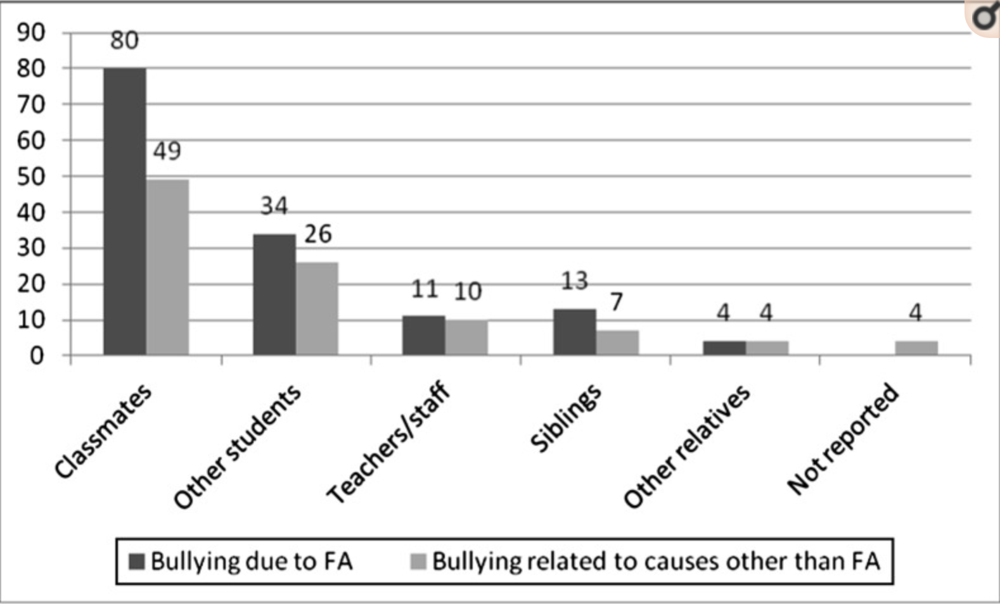 90
80
70
60
50
40
30
20
10
0
80
49
34
26
11
10
13
7
4
4
4
Classmates
Other students
Teachers/staff
Siblings
Other relatives
Not reported
Bullying due to FA
Bullying related to causes other than FA